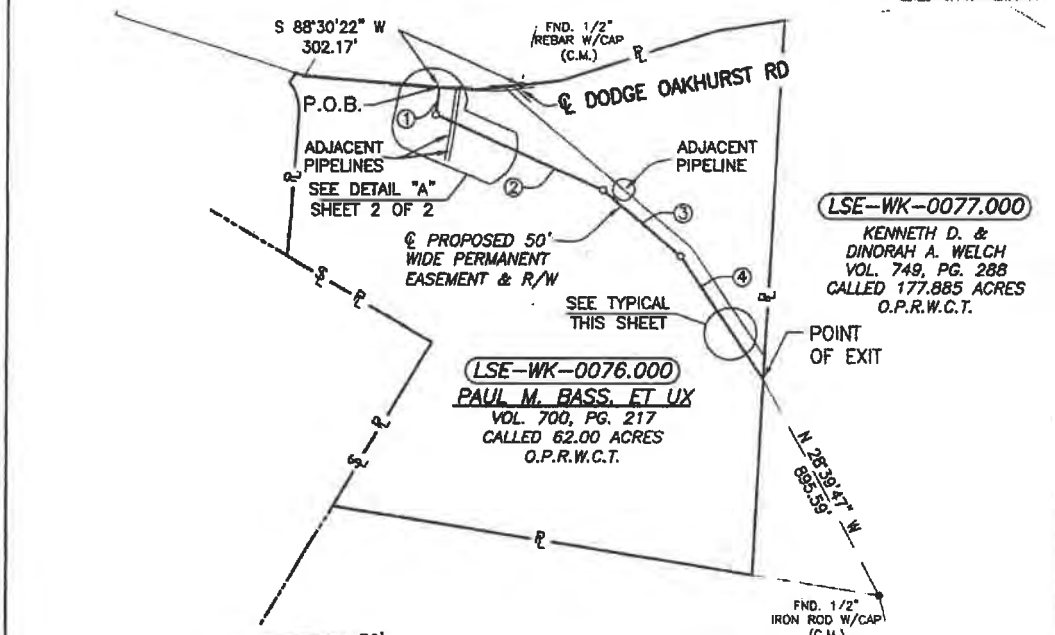 S 88°30'22" W
302.17'
FND. 1/2"
REBAR W/CAP
(C.M.)
℄ DODGE OAKHURST RD
P.O.B.
①
ADJACENT
PIPELINES
SEE DETAIL "A"
SHEET 2 OF 2
②
ADJACENT
PIPELINE
③
℄ PROPOSED 50'
WIDE PERMANENT
EASEMENT & R/W
④
LSE-WK-0077.000
KENNETH D. &
DINORAH A. WELCH
VOL. 749, PG. 288
CALLED 177.885 ACRES
O.P.R.W.C.T.
SEE TYPICAL
THIS SHEET
POINT
OF EXIT
LSE-WK-0076.000
PAUL M. BASS, ET UX
VOL. 700, PG. 217
CALLED 62.00 ACRES
O.P.R.W.C.T.
N 28°39'47" W
895.59'
FND. 1/2"
IRON ROD W/CAP
(C.M.)